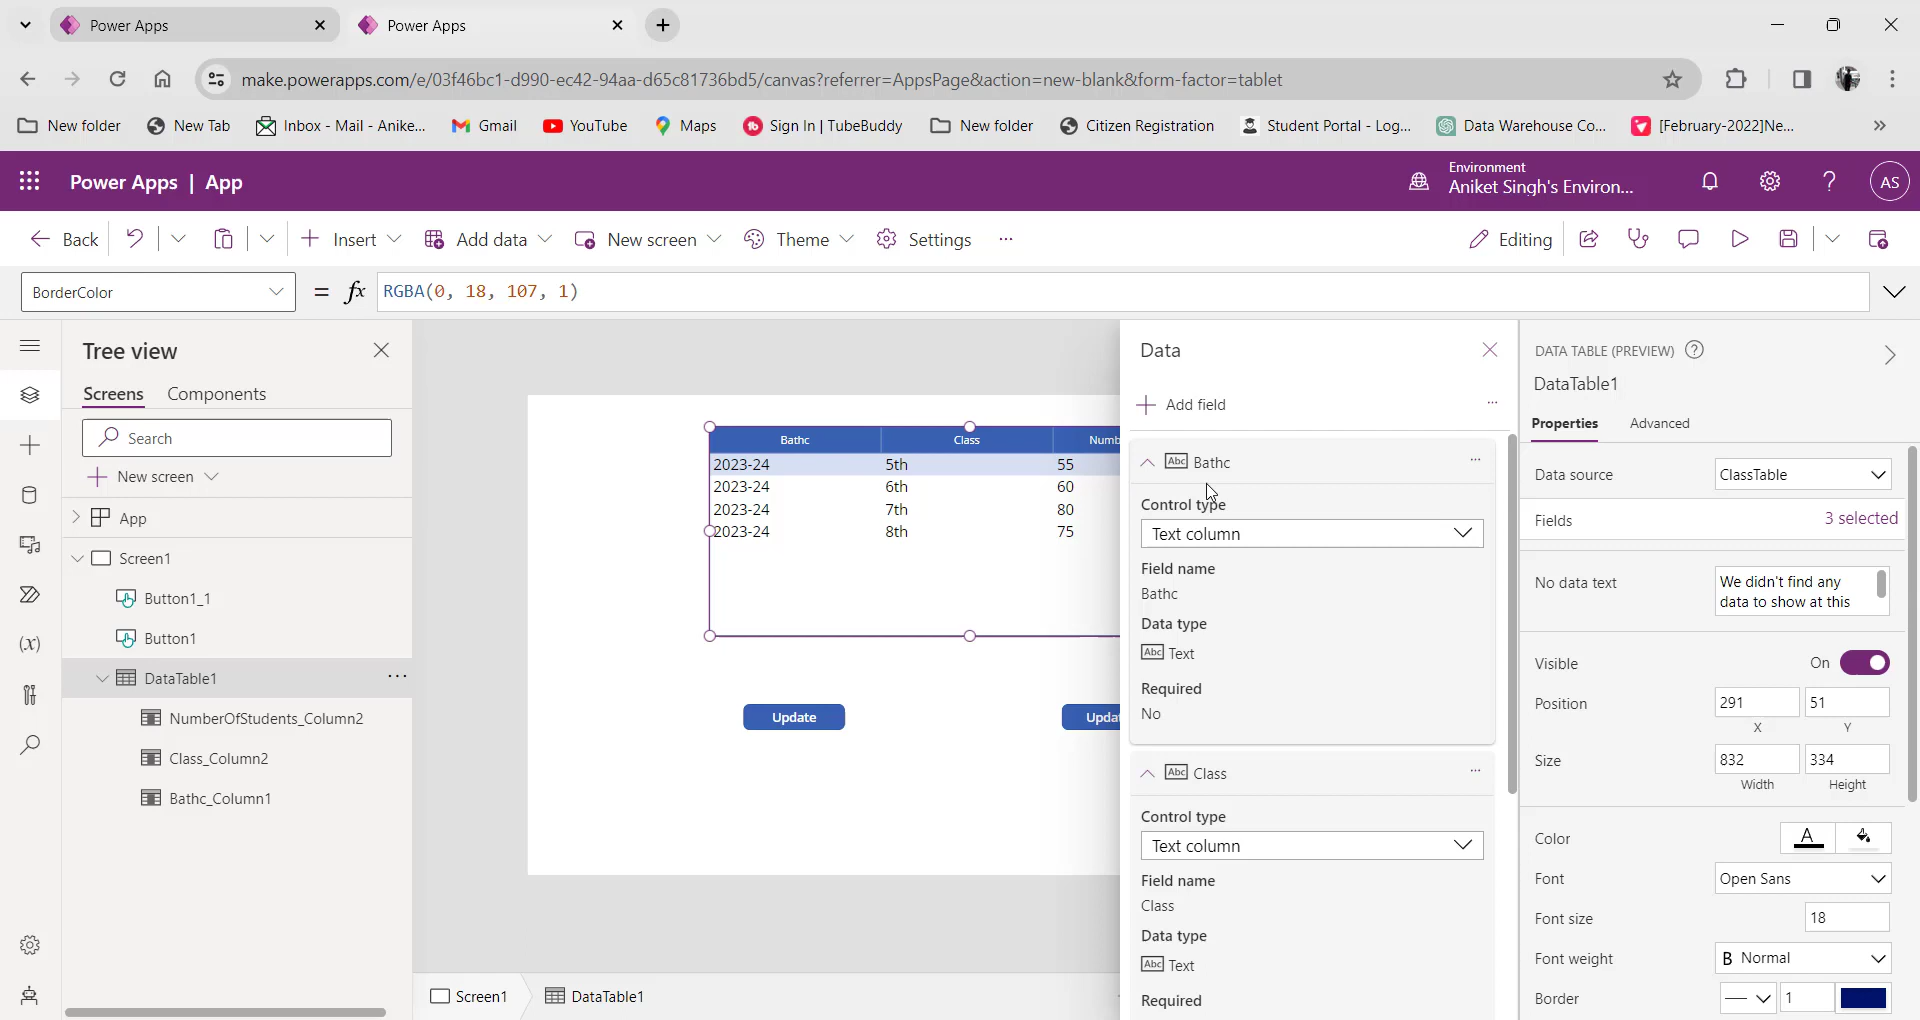 Power Apps
Power Apps
make.powerapps.com/e/03f46bc1-d990-ec42-94aa-d65c81736bd5/canvas?referrer=AppsPage&action=new-blank&form-factor=tablet
New folder
New Tab
Inbox - Mail - Anike...
Gmail
YouTube
Maps
Sign In | TubeBuddy
New folder
Citizen Registration
Student Portal - Log...
Data Warehouse Co...
[February-2022]Ne...
Power Apps | App
Environment
Aniket Singh's Environ...
AS
Back
Insert
Add data
New screen
Theme
Settings
Editing
BorderColor
= fx
RGBA(0, 18, 107, 1)
Tree view
Screens
Components
Search
New screen
App
Screen1
Button1_1
Button1
DataTable1
NumberOfStudents_Column2
Class_Column2
Bathc_Column1
Bathc Class Numb
2023-24 5th 55
2023-24 6th 60
2023-24 7th 80
2023-24 8th 75
Update
Updat
Screen1
DataTable1
Data
Add field
Abc Bathc
Control type
Text column
Field name
Bathc
Data type
Abc Text
Required
No
Abc Class
Control type
Text column
Field name
Class
Data type
Abc Text
Required
DATA TABLE (PREVIEW)
DataTable1
Properties
Advanced
Data source
ClassTable
Fields
3 selected
No data text
We didn't find any
data to show at this
Visible
On
Position
291
51
X
Y
Size
832
334
Width
Height
Color
A
Font
Open Sans
Font size
18
Font weight
B Normal
Border
1